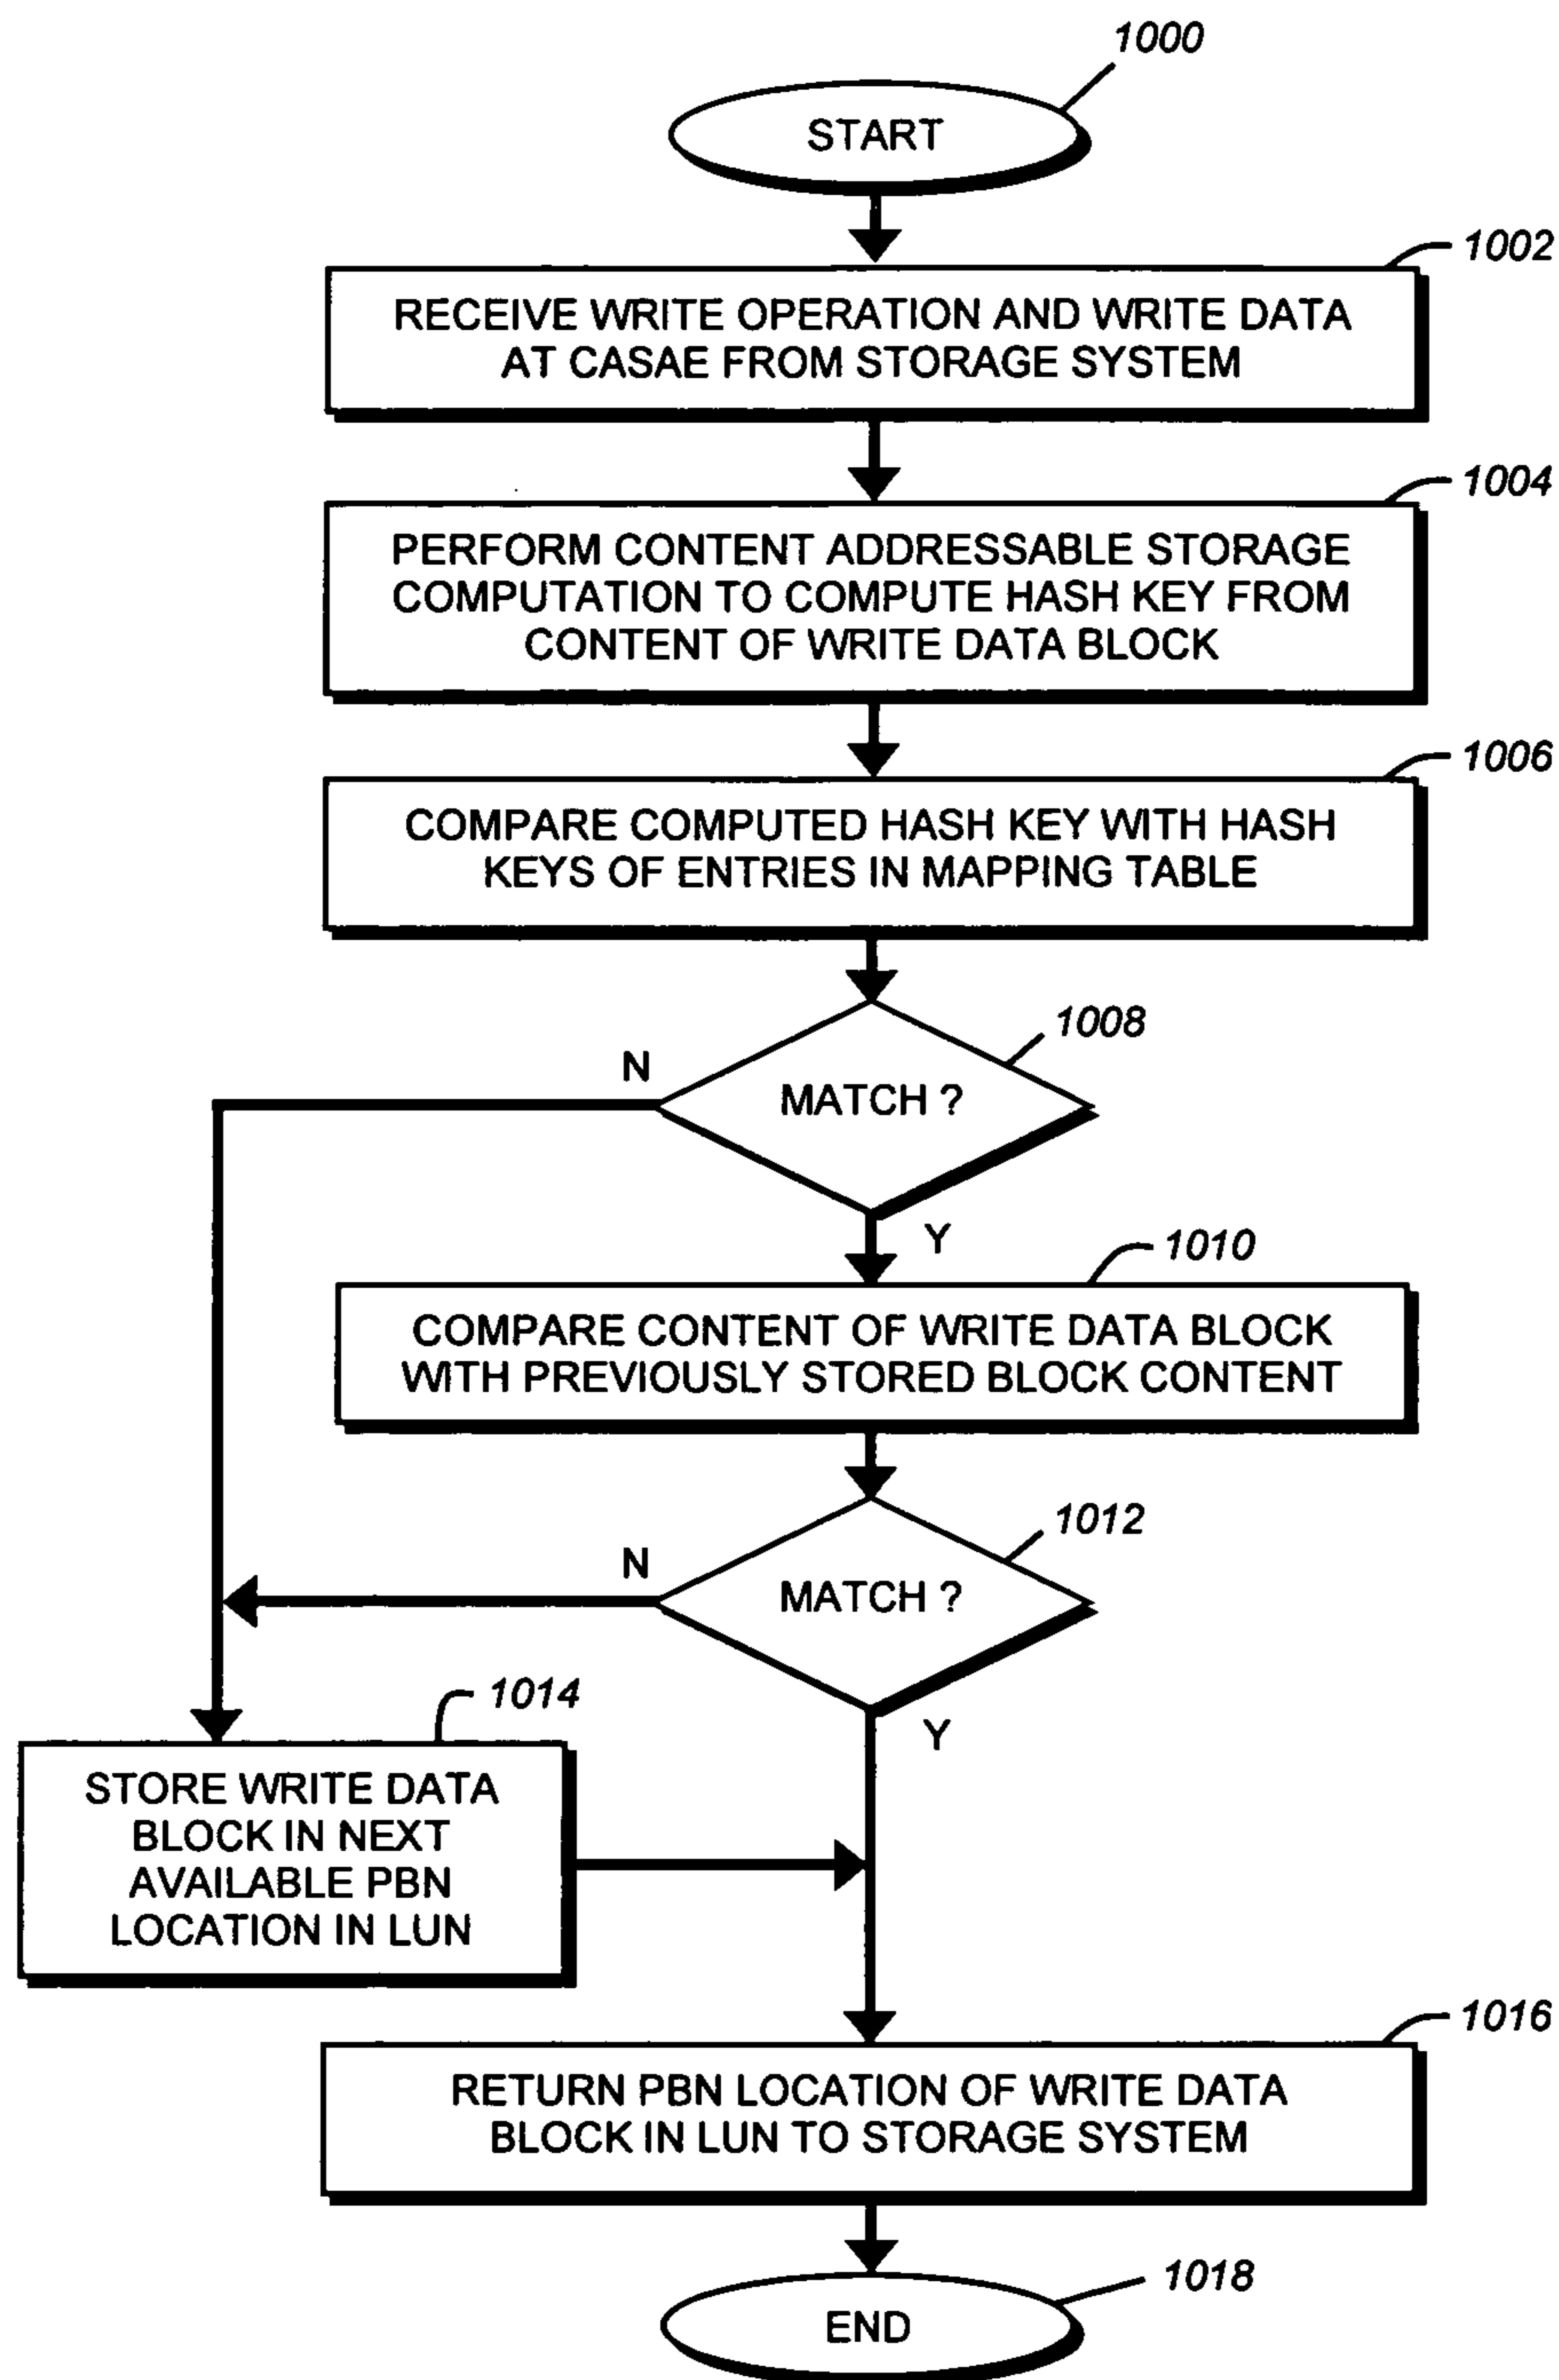 1000
START
1002
RECEIVE WRITE OPERATION AND WRITE DATA
AT CASAE FROM STORAGE SYSTEM
1004
PERFORM CONTENT ADDRESSABLE STORAGE
COMPUTATION TO COMPUTE HASH KEY FROM
CONTENT OF WRITE DATA BLOCK
1006
COMPARE COMPUTED HASH KEY WITH HASH
KEYS OF ENTRIES IN MAPPING TABLE
1008
N
MATCH ?
Y
1010
COMPARE CONTENT OF WRITE DATA BLOCK
WITH PREVIOUSLY STORED BLOCK CONTENT
1012
N
MATCH ?
Y
1014
STORE WRITE DATA
BLOCK IN NEXT
AVAILABLE PBN
LOCATION IN LUN
1016
RETURN PBN LOCATION OF WRITE DATA
BLOCK IN LUN TO STORAGE SYSTEM
1018
END